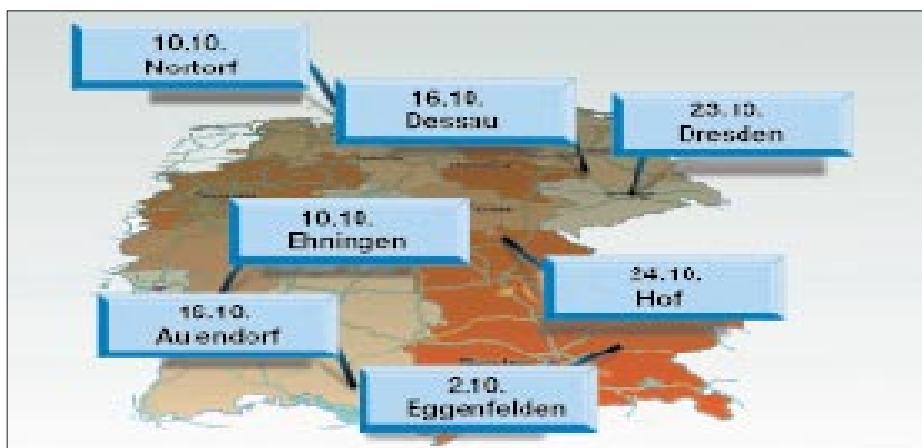 10.10.
Nortorf
16.10.
Dessau
23.10.
Dresden
10.10.
Ehningen
24.10.
Hof
16.10.
Aulendorf
2.10.
Eggenfelden